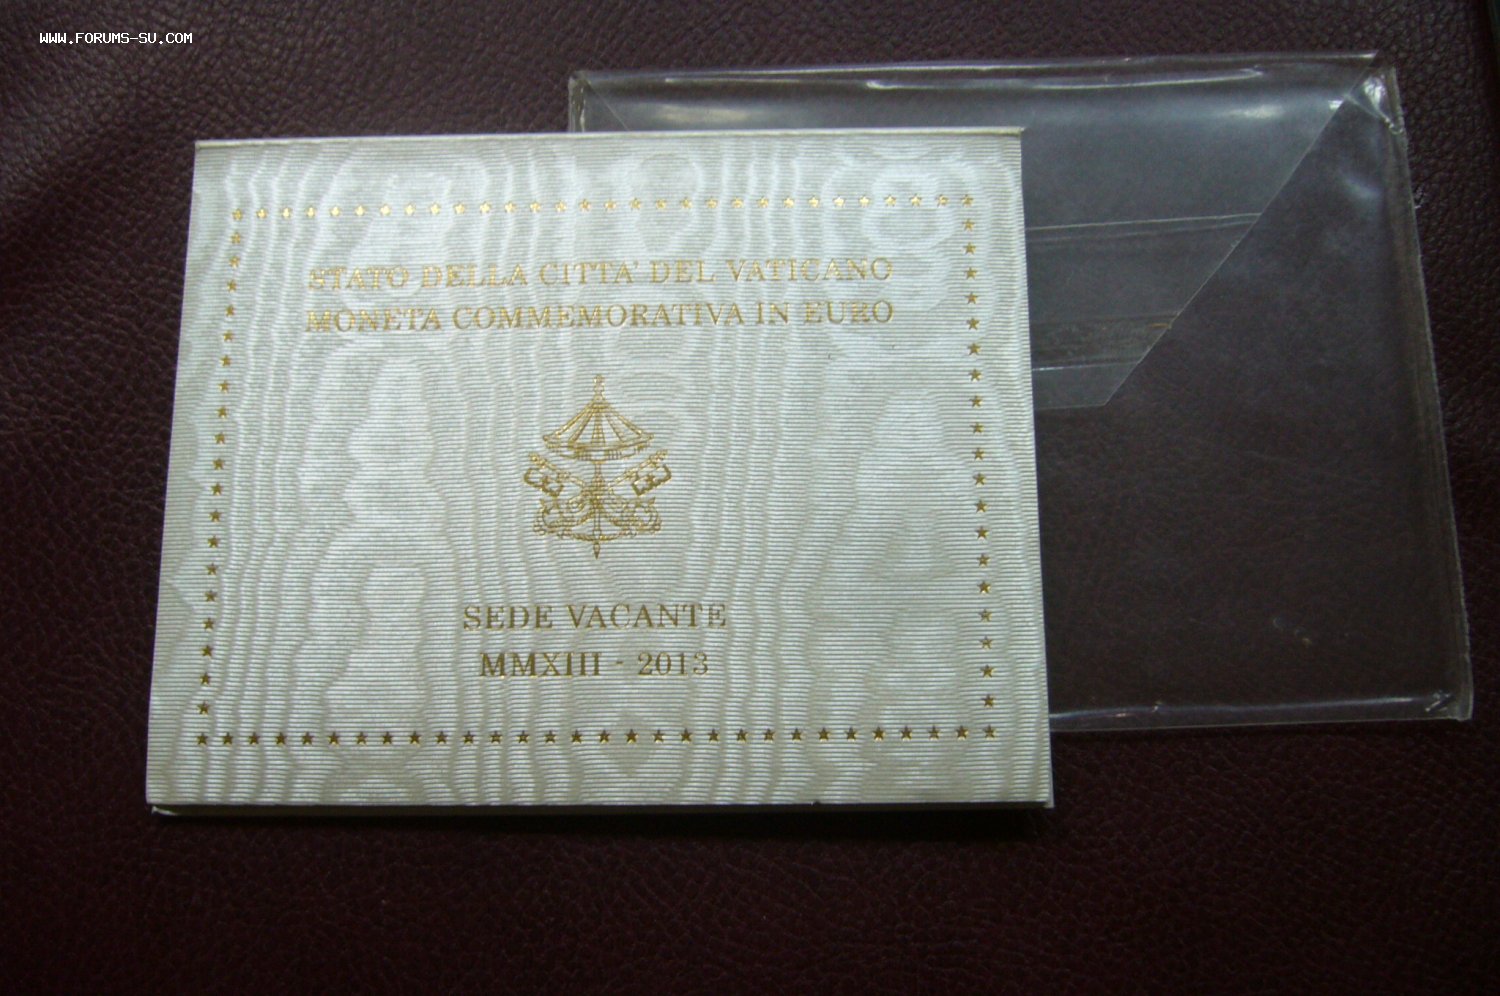 WWW.FORUMS-SU.COM
STATO DELLA CITTA' DEL VATICANO
MONETA COMMEMORATIVA IN EURO
SEDE VACANTE
MMXIII - 2013